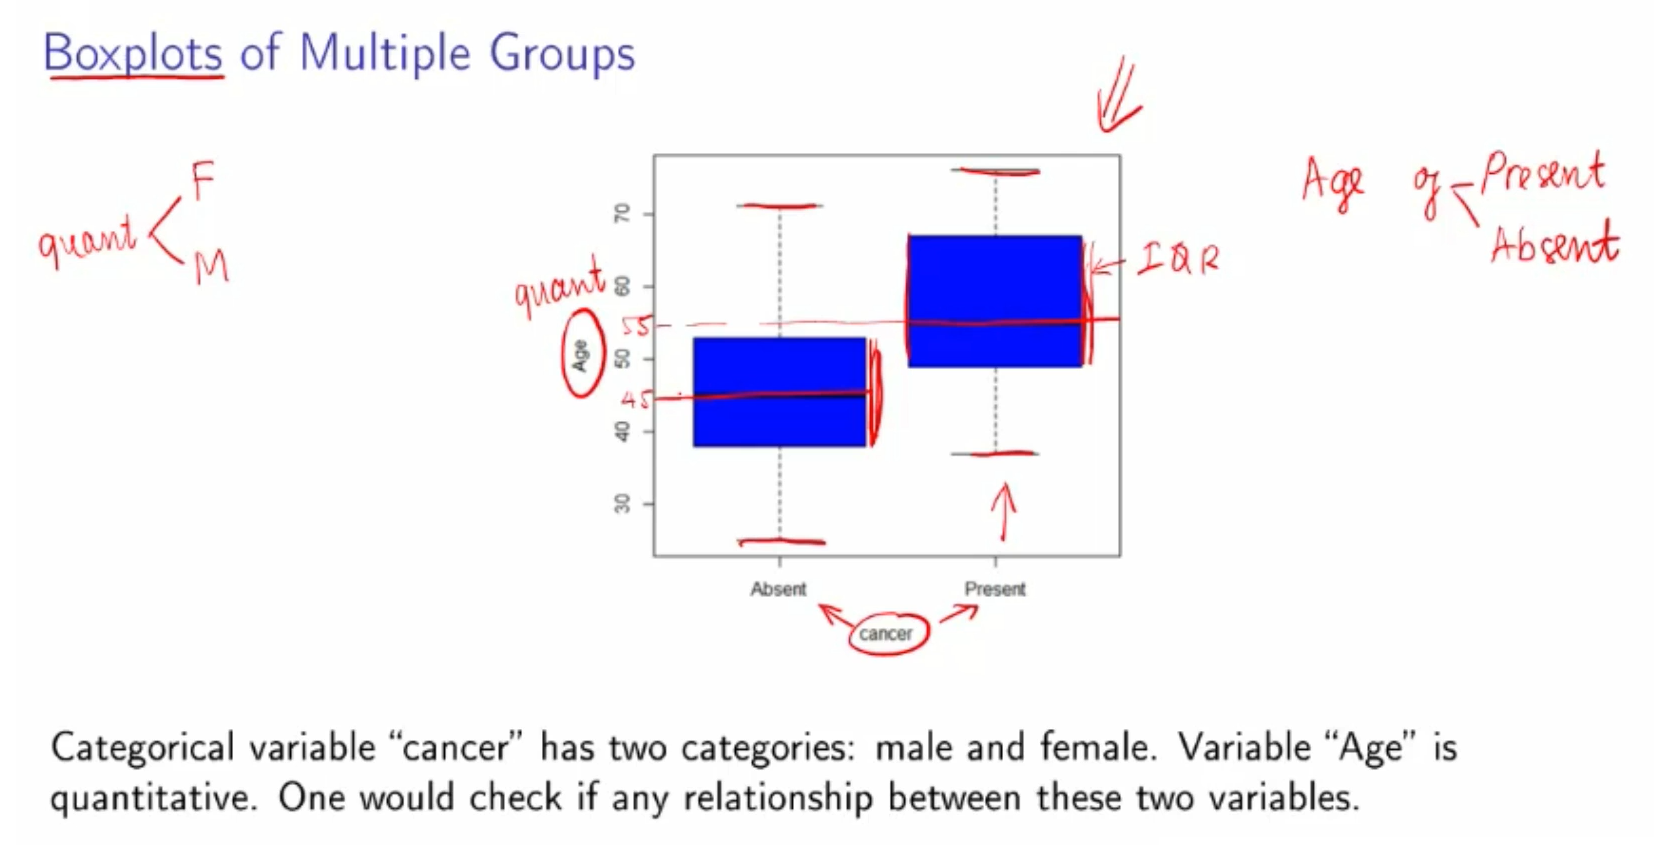 Boxplots of Multiple Groups
F
quant
M
Age of Present
Absent
IQR
quant
Age
70
60
55
50
45
40
30
Absent Present
cancer
Categorical variable “cancer” has two categories: male and female. Variable “Age” is
quantitative. One would check if any relationship between these two variables.